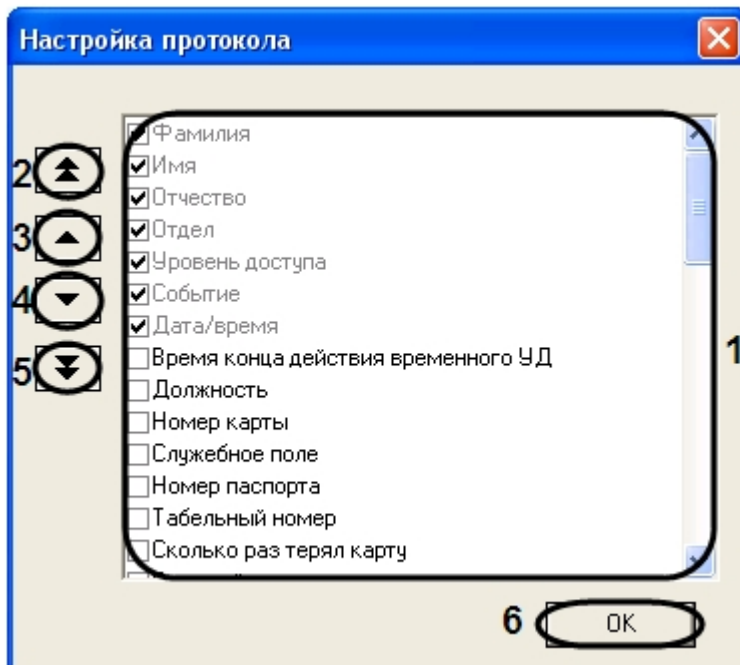 Настройка протокола
Фамилия
2
Имя
Отчество
3
Отдел
Уровень доступа
4
Событие
Дата/время
1
Время конца действия временного УД
5
Должность
Номер карты
Служебное поле
Номер паспорта
Табельный номер
Сколько раз терял карту
6
OK